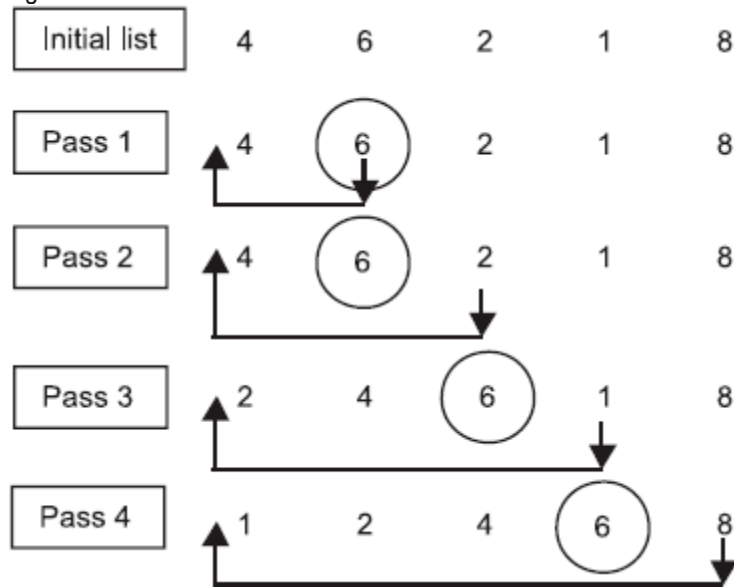 Initial list 4 6 2 1 8
Pass 1 4 6 2 1 8
Pass 2 4 6 2 1 8
Pass 3 2 4 6 1 8
Pass 4 1 2 4 6 8